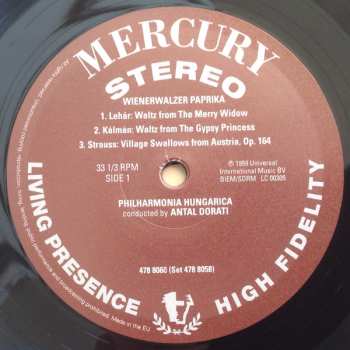 MERCURY
STEREO
WIENERWALZER PAPRIKA
1. Lehár: Waltz from The Merry Widow
2. Kálmán: Waltz from The Gypsy Princess
3. Strauss: Village Swallows from Austria, Op. 164
33 1/3 RPM
SIDE 1
℗ 1958 Universal
International Music BV
BIEM/SDRM LC 00305
PHILHARMONIA HUNGARICA
conducted by ANTAL DORATI
LIVING PRESENCE
HIGH FIDELITY
478 8060 (Set 478 8058)
broadcasting prohibited. Made in the EU